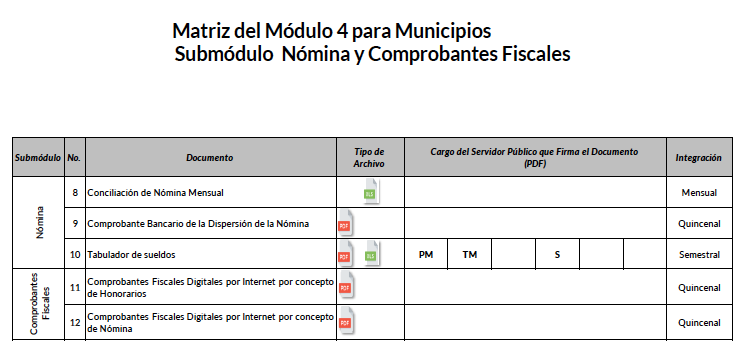 Matriz del Módulo 4 para Municipios
Submódulo Nómina y Comprobantes Fiscales
Submódulo No. Documento Tipo de Archivo Cargo del Servidor Público que Firma el Documento (PDF) Integración
Nómina
8 Conciliación de Nómina Mensual XLS Mensual
9 Comprobante Bancario de la Dispersión de la Nómina PDF Quincenal
10 Tabulador de sueldos PDF XLS PM TM S Semestral
Comprobantes
Fiscales
11 Comprobantes Fiscales Digitales por Internet por concepto
de Honorarios PDF Quincenal
12 Comprobantes Fiscales Digitales por Internet por concepto
de Nómina PDF Quincenal